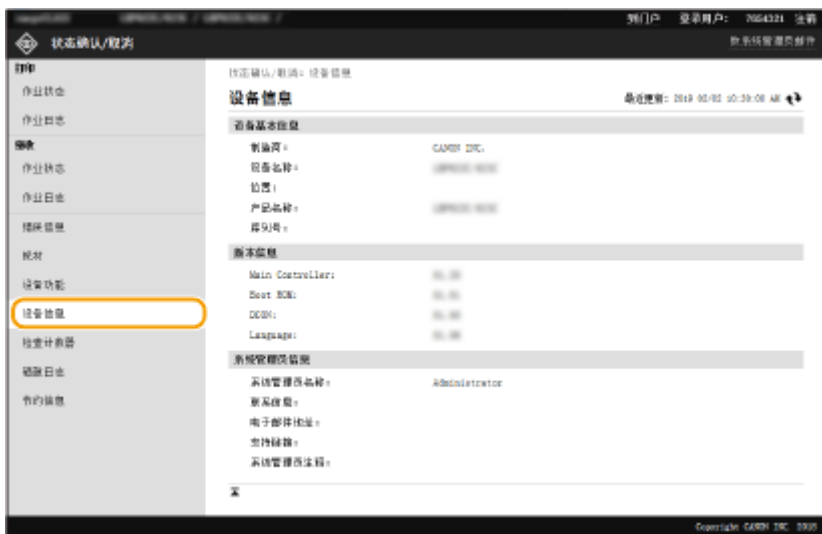 到门户 登录用户: 7654321 注销
状态确认/取消
致系统管理员邮件
打印
作业状态
作业日志
接收
作业状态
作业日志
错误信息
耗材
设备功能
设备信息
检查计数器
碳粉日志
节约信息
状态确认/取消: 设备信息
设备信息
最近更新: 2019 02/02 10:39:00 AM
设备基本信息
制造商: CANON INC.
设备名称:
位置:
产品名称:
序列号:
版本信息
Main Controller:
Boot ROM:
DCON:
Language:
系统管理员信息
系统管理员名称: Administrator
联系信息:
电子邮件地址:
支持链接:
系统管理员注释:
Copyright CANON INC. 2018